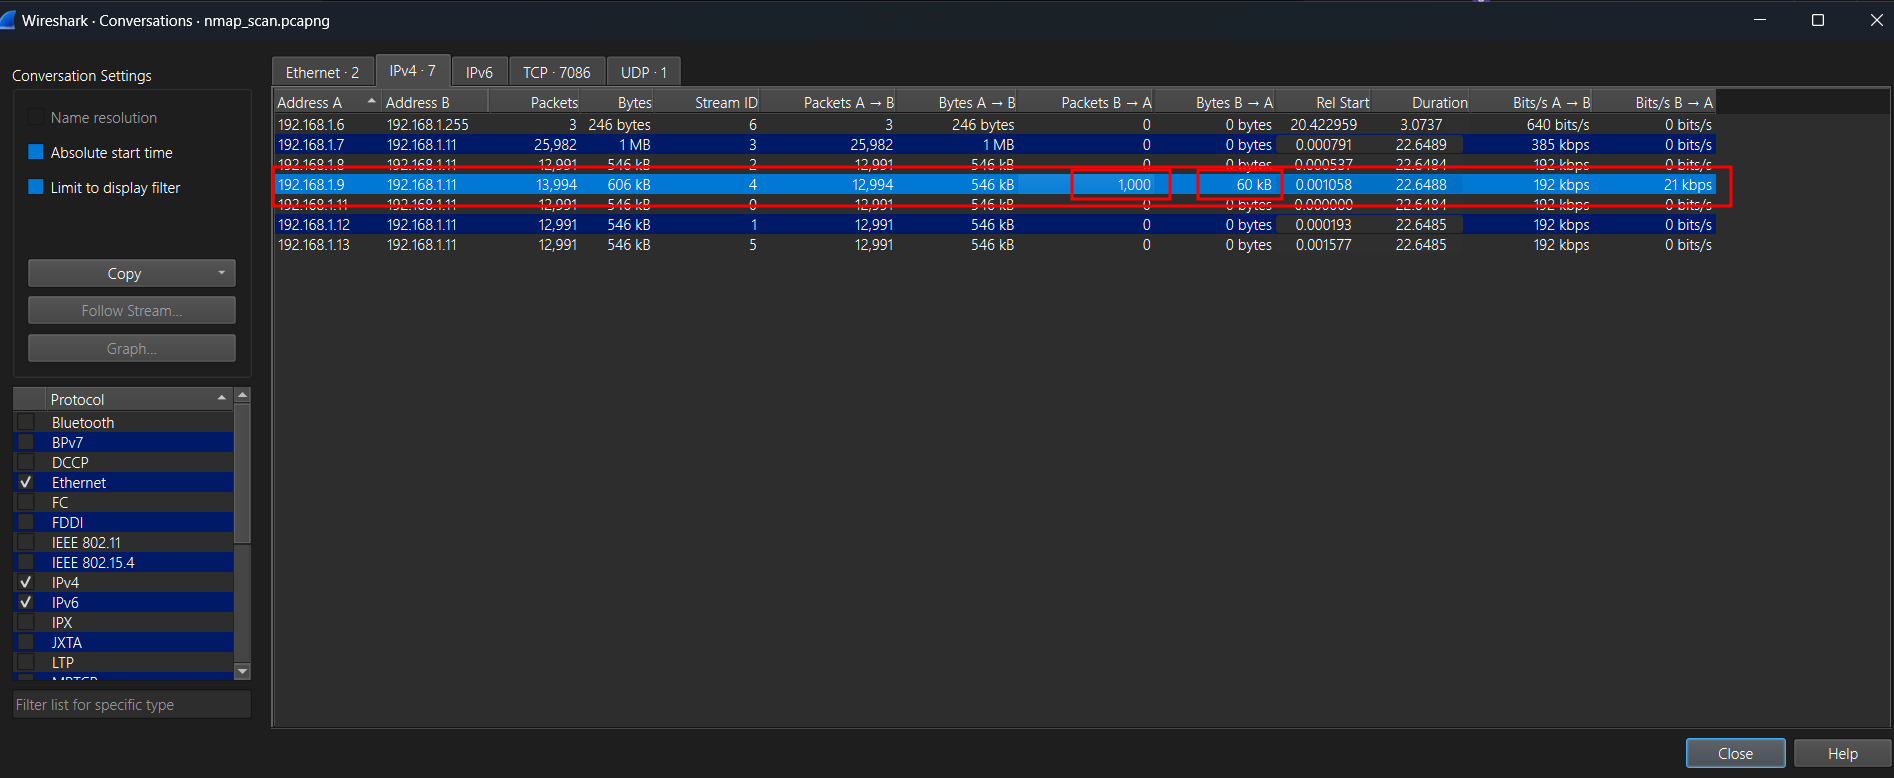 Wireshark · Conversations · nmap_scan.pcapng
Conversation Settings
Name resolution
Absolute start time
Limit to display filter
Copy
Follow Stream...
Graph...
Protocol
Bluetooth
BPv7
DCCP
Ethernet
FC
FDDI
IEEE 802.11
IEEE 802.15.4
IPv4
IPv6
IPX
JXTA
LTP
MPTCP
Filter list for specific type
Ethernet · 2 IPv4 · 7 IPv6 TCP · 7086 UDP · 1
Address A Address B Packets Bytes Stream ID Packets A → B Bytes A → B Packets B → A Bytes B → A Rel Start Duration Bits/s A → B Bits/s B → A
192.168.1.6 192.168.1.255 3 246 bytes 6 3 246 bytes 0 0 bytes 20.422959 3.0737 640 bits/s 0 bits/s
192.168.1.7 192.168.1.11 25,982 1 MB 3 25,982 1 MB 0 0 bytes 0.000791 22.6489 385 kbps 0 bits/s
192.168.1.8 192.168.1.11 12,991 546 kB 2 12,991 546 kB 0 0 bytes 0.000537 22.6484 192 kbps 0 bits/s
192.168.1.9 192.168.1.11 13,994 606 kB 4 12,994 546 kB 1,000 60 kB 0.001058 22.6488 192 kbps 21 kbps
192.168.1.11 192.168.1.11 12,991 546 kB 0 12,991 546 kB 0 0 bytes 0.000000 22.6484 192 kbps 0 bits/s
192.168.1.12 192.168.1.11 12,991 546 kB 1 12,991 546 kB 0 0 bytes 0.000193 22.6485 192 kbps 0 bits/s
192.168.1.13 192.168.1.11 12,991 546 kB 5 12,991 546 kB 0 0 bytes 0.001577 22.6485 192 kbps 0 bits/s
Close Help